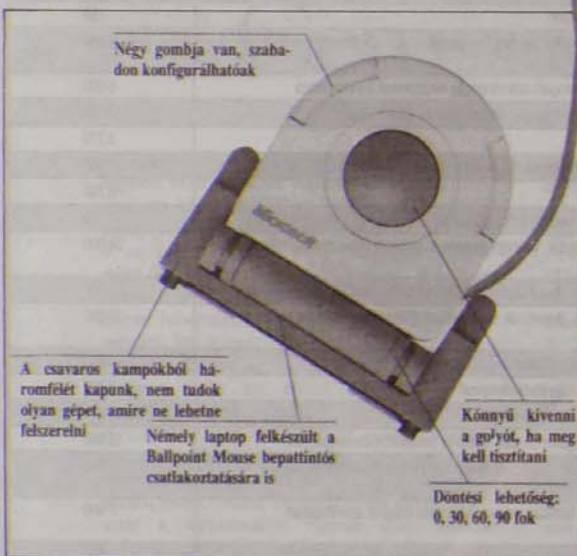 Négy gombja van, szaba-
don konfigurálhatóak
Microsoft
A csavaros kampókból há-
romfélét kapunk, nem tudok
olyan gépet, amire ne lehetne
felszerelni
Némely laptop felkészült a
Ballpoint Mouse bepattintós
csatlakoztatására is
Könnyű kivenni
a golyót, ha meg
kell tisztítani
Döntési lehetőség:
0, 30, 60, 90 fok